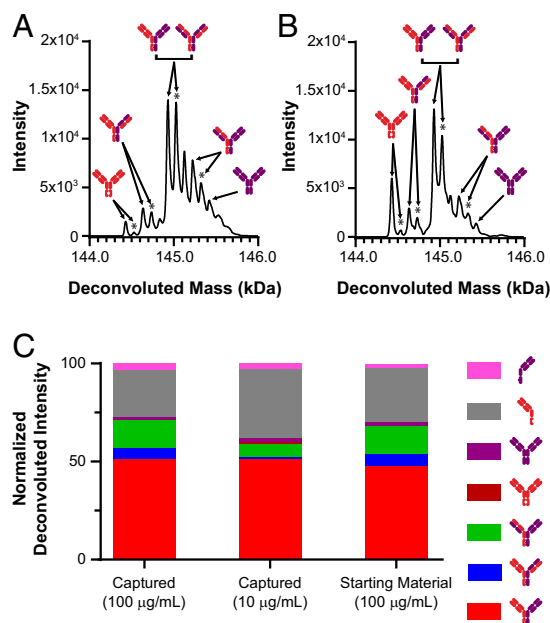 A
B
2x10⁴
1.5x10⁴
1x10⁴
5x10³
0
Intensity
144.0 145.0 146.0
Deconvoluted Mass (kDa)
*
*
*
*
2x10⁴
1.5x10⁴
1x10⁴
5x10³
0
Intensity
144.0 145.0 146.0
Deconvoluted Mass (kDa)
*
*
*
*
C
100
50
0
Normalized
Deconvoluted Intensity
Captured
(100 µg/mL)
Captured
(10 µg/mL)
Starting Material
(100 µg/mL)